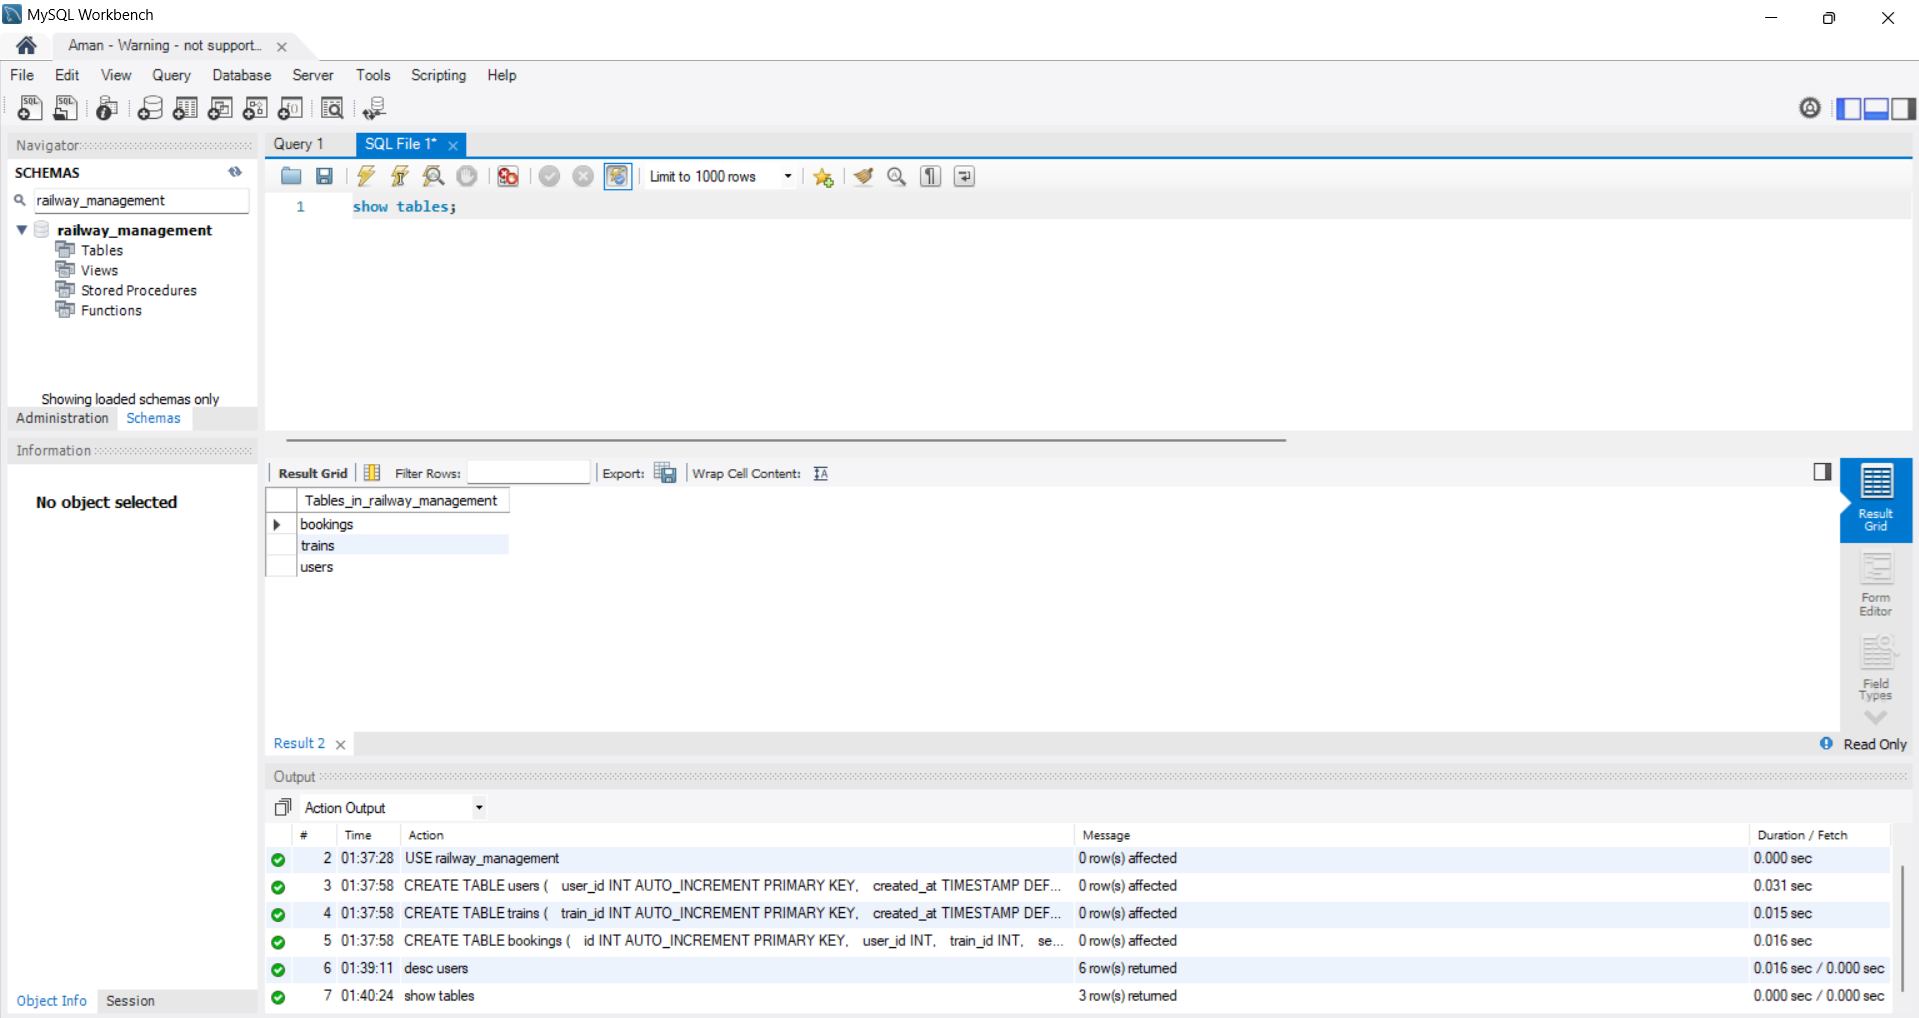 MySQL Workbench
Aman - Warning - not support...
File Edit View Query Database Server Tools Scripting Help
Navigator
SCHEMAS
railway_management
railway_management
Tables
Views
Stored Procedures
Functions
Showing loaded schemas only
Administration Schemas
Information
No object selected
Object Info Session
Query 1 SQL File 1*
Limit to 1000 rows
1 show tables;
Result Grid Filter Rows: Export: Wrap Cell Content:
Tables_in_railway_management
bookings
trains
users
Result Grid
Form Editor
Field Types
Result 2
Read Only
Output
Action Output
# Time Action Message Duration / Fetch
2 01:37:28 USE railway_management 0 row(s) affected 0.000 sec
3 01:37:58 CREATE TABLE users ( user_id INT AUTO_INCREMENT PRIMARY KEY, created_at TIMESTAMP DEF... 0 row(s) affected 0.031 sec
4 01:37:58 CREATE TABLE trains ( train_id INT AUTO_INCREMENT PRIMARY KEY, created_at TIMESTAMP DEF... 0 row(s) affected 0.015 sec
5 01:37:58 CREATE TABLE bookings ( id INT AUTO_INCREMENT PRIMARY KEY, user_id INT, train_id INT, se... 0 row(s) affected 0.016 sec
6 01:39:11 desc users 6 row(s) returned 0.016 sec / 0.000 sec
7 01:40:24 show tables 3 row(s) returned 0.000 sec / 0.000 sec